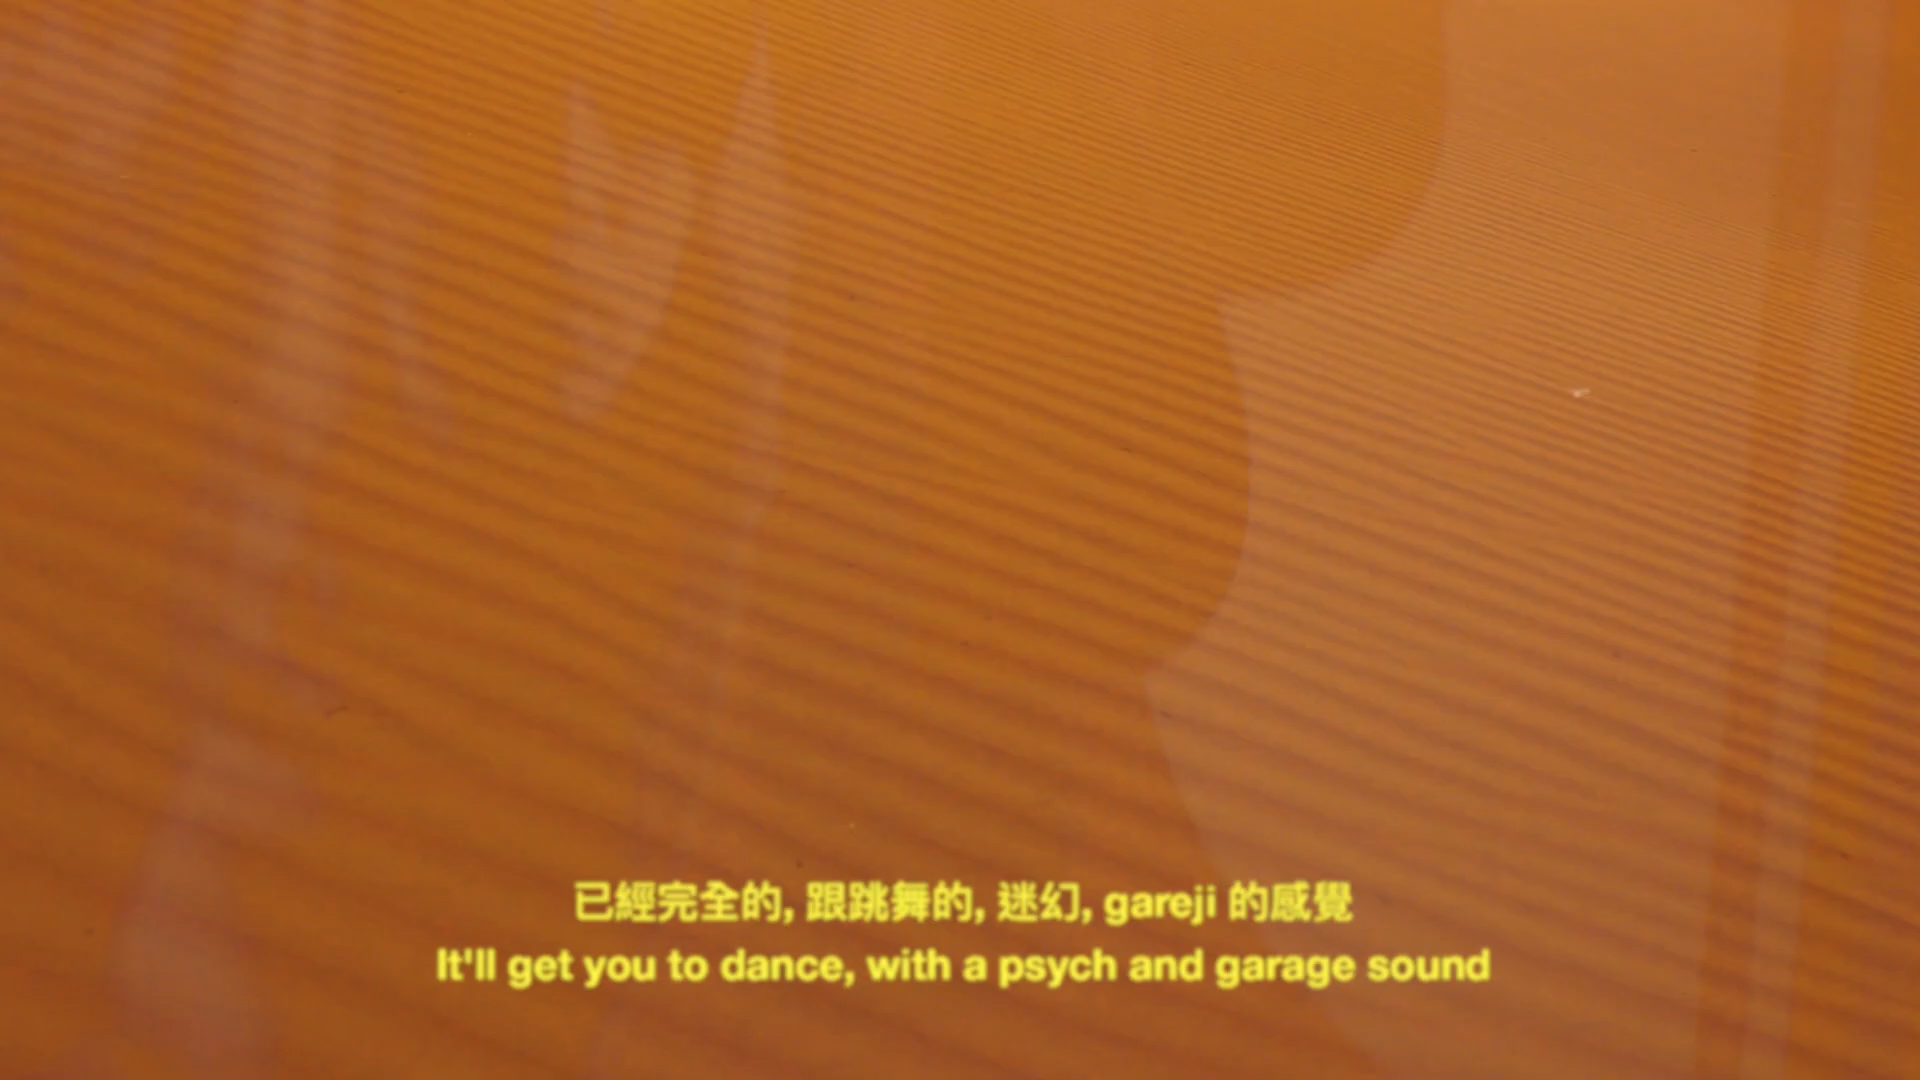 已經完全的, 跟跳舞的, 迷幻, gareji 的感覺
It'll get you to dance, with a psych and garage sound